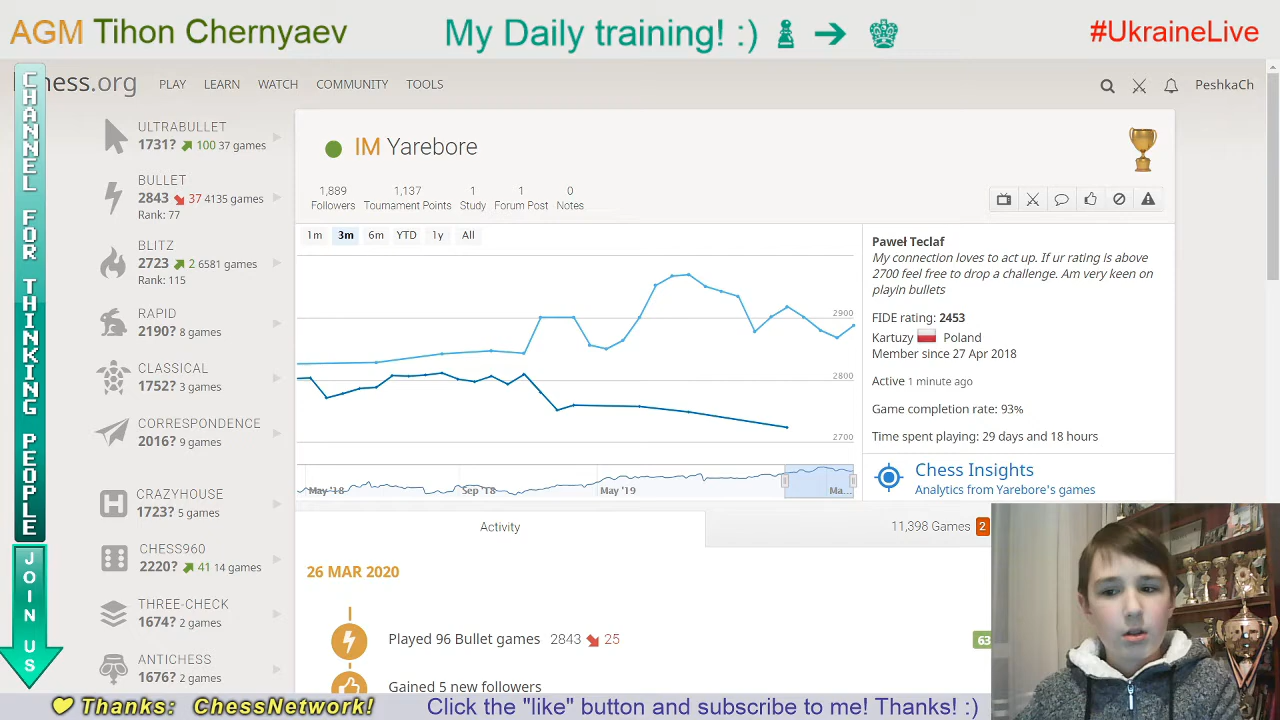 AGM Tihon Chernyaev
My Daily training! :)
#UkraineLive
CHANNEL FOR THINKING PEOPLE
JOIN US
hess.org
PLAY LEARN WATCH COMMUNITY TOOLS
PeshkaCh
ULTRABULLET
1731? 100 37 games
BULLET
2843 37 4135 games
Rank: 77
BLITZ
2723 2 6581 games
Rank: 115
RAPID
2190? 8 games
CLASSICAL
1752? 3 games
CORRESPONDENCE
2016? 9 games
CRAZYHOUSE
1723? 5 games
CHESS960
2220? 41 14 games
THREE-CHECK
1674? 2 games
ANTICHESS
1676? 2 games
IM Yarebore
1,889 1,137 1 1 0
Followers Tournament Points Study Forum Post Notes
1m 3m 6m YTD 1y All
2900
2800
2700
May '18 Sep '18 May '19 Ma...
Paweł Teclaf
My connection loves to act up. If ur rating is above
2700 feel free to drop a challenge. Am very keen on
playin bullets
FIDE rating: 2453
Kartuzy Poland
Member since 27 Apr 2018
Active 1 minute ago
Game completion rate: 93%
Time spent playing: 29 days and 18 hours
Chess Insights
Analytics from Yarebore's games
Activity
11,398 Games 2
26 MAR 2020
Played 96 Bullet games 2843 25
63
Gained 5 new followers
Thanks: ChessNetwork!
Click the "like" button and subscribe to me! Thanks! :)